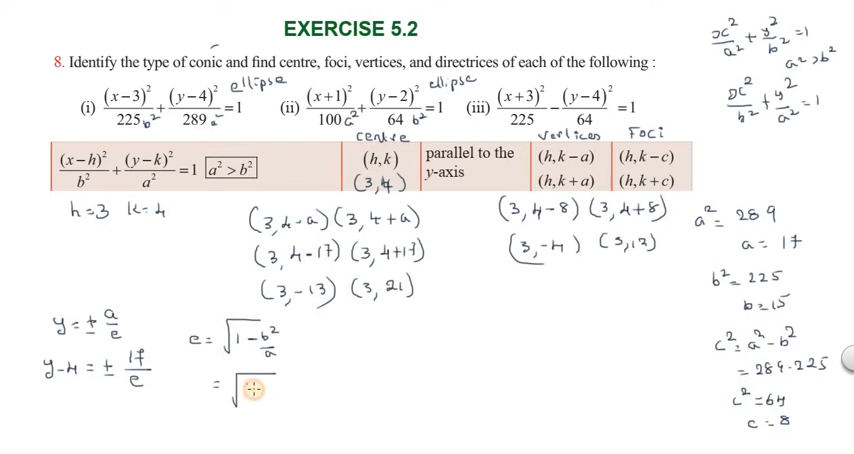 EXERCISE 5.2
8. Identify the type of conic and find centre, foci, vertices, and directrices of each of the following :
(i) (x−3)²/225 + (y−4)²/289 = 1 ellipse b² a² (ii) (x+1)²/100 + (y−2)²/64 = 1 ellipse a² b² (iii) (x+3)²/225 − (y−4)²/64 = 1
x²/a² + y²/b² = 1
a² > b²
x²/b² + y²/a² = 1
centre vertices Foci
(x−h)²/b² + (y−k)²/a² = 1 a² > b² (h, k) parallel to the y-axis (h, k − a) (h, k − c)
(3, 4) (h, k + a) (h, k + c)
h=3 k=4
(3, 4−a) (3, 4+a)
(3, 4−17) (3, 4+17)
(3, −13) (3, 21)
(3, 4−8) (3, 4+8)
(3, −4) (3, 12)
a² = 289
a = 17
b² = 225
b = 15
c² = a² − b²
= 289-225
c² = 64
c = 8
y = ± a/e
y−4 = ± 17/e
e = √1 − b²/a
= √